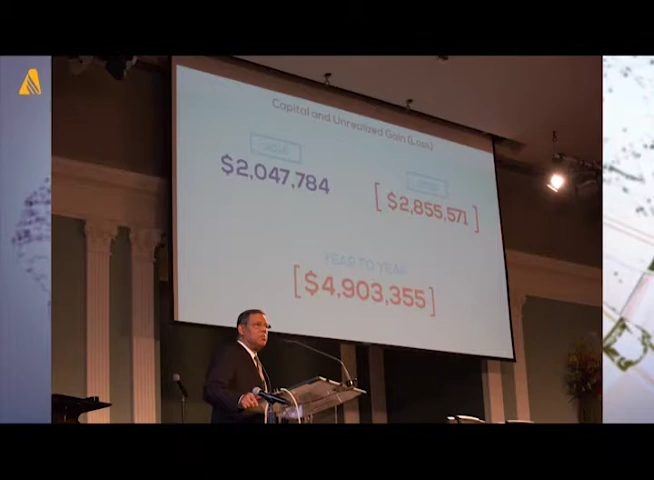 Capital and Unrealized Gain (Loss)
$2,047,784
[$2,855,571]
YEAR TO YEAR
[$4,903,355]